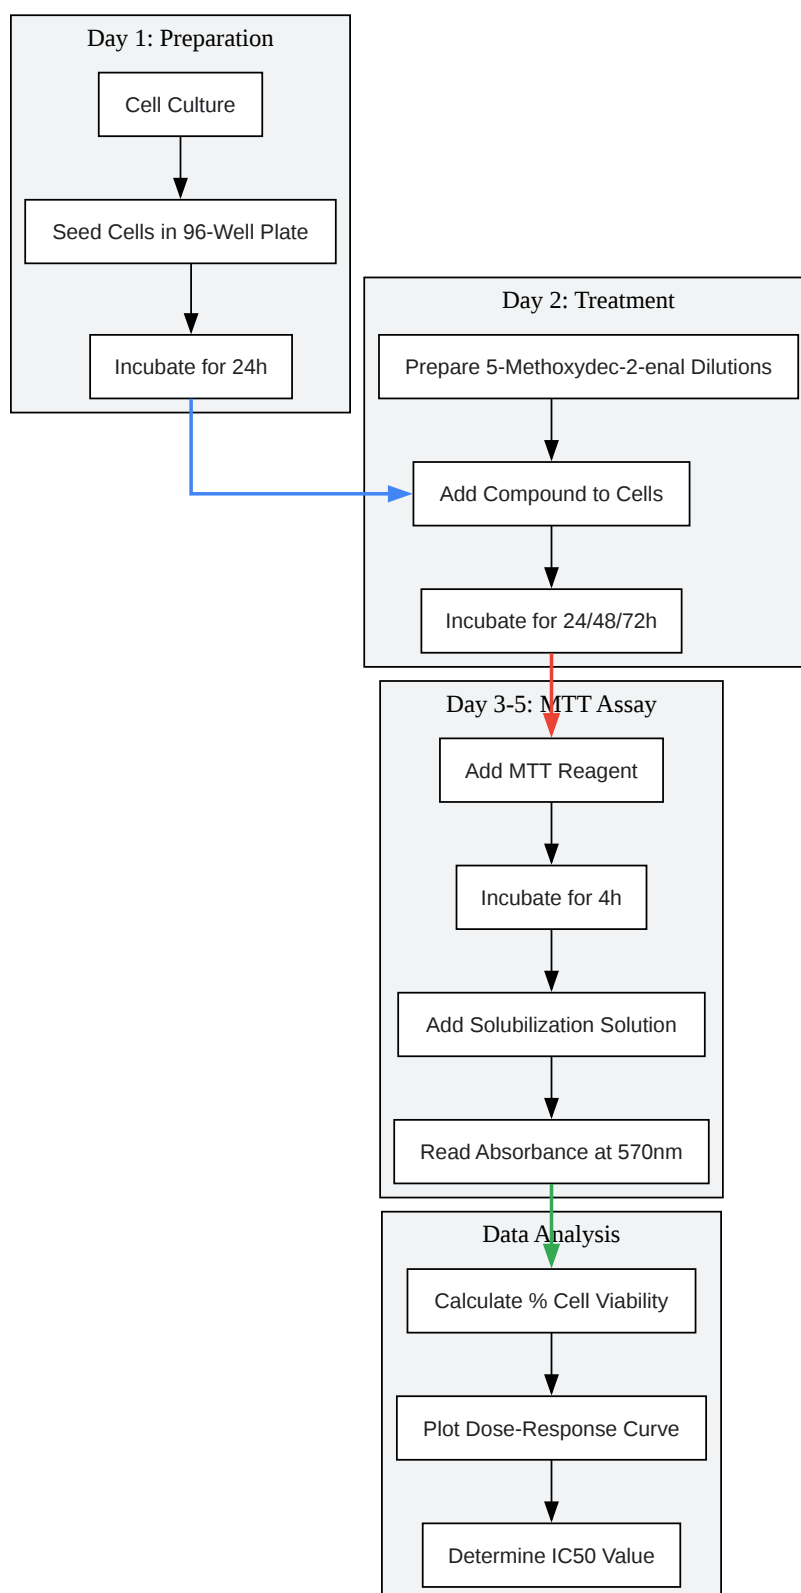 Day 1: Preparation
Cell Culture
Seed Cells in 96-Well Plate
Incubate for 24h
Day 2: Treatment
Prepare 5-Methoxydec-2-enal Dilutions
Add Compound to Cells
Incubate for 24/48/72h
Day 3-5: MTT Assay
Add MTT Reagent
Incubate for 4h
Add Solubilization Solution
Read Absorbance at 570nm
Data Analysis
Calculate % Cell Viability
Plot Dose-Response Curve
Determine IC50 Value